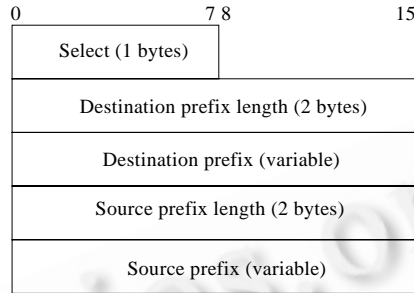 0 7 8 15
Select (1 bytes)
Destination prefix length (2 bytes)
Destination prefix (variable)
Source prefix length (2 bytes)
Source prefix (variable)